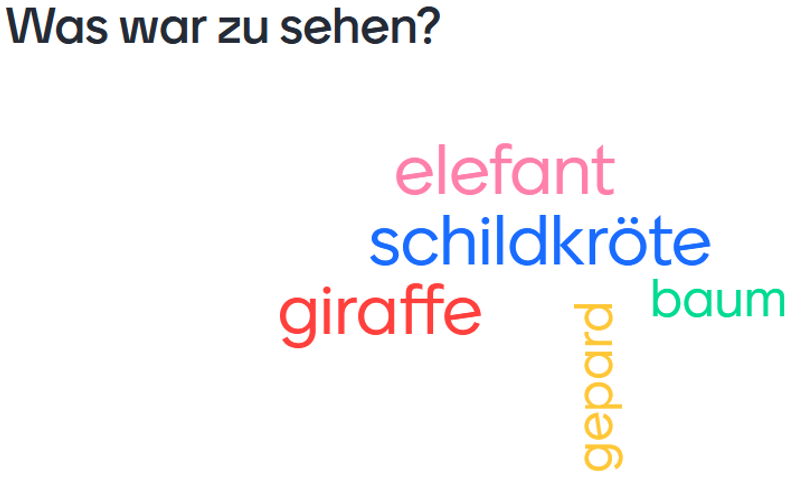 Was war zu sehen?
elefant
schildkröte
giraffe
baum
gepard